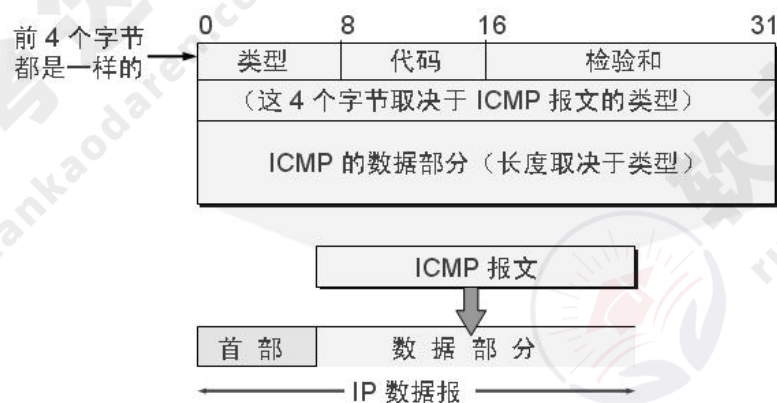 0 8 16 31
前 4 个字节
都是一样的
类型 代码 检验和
(这 4 个字节取决于 ICMP 报文的类型)
ICMP 的数据部分(长度取决于类型)
ICMP 报文
首 部 数 据 部 分
IP 数据报